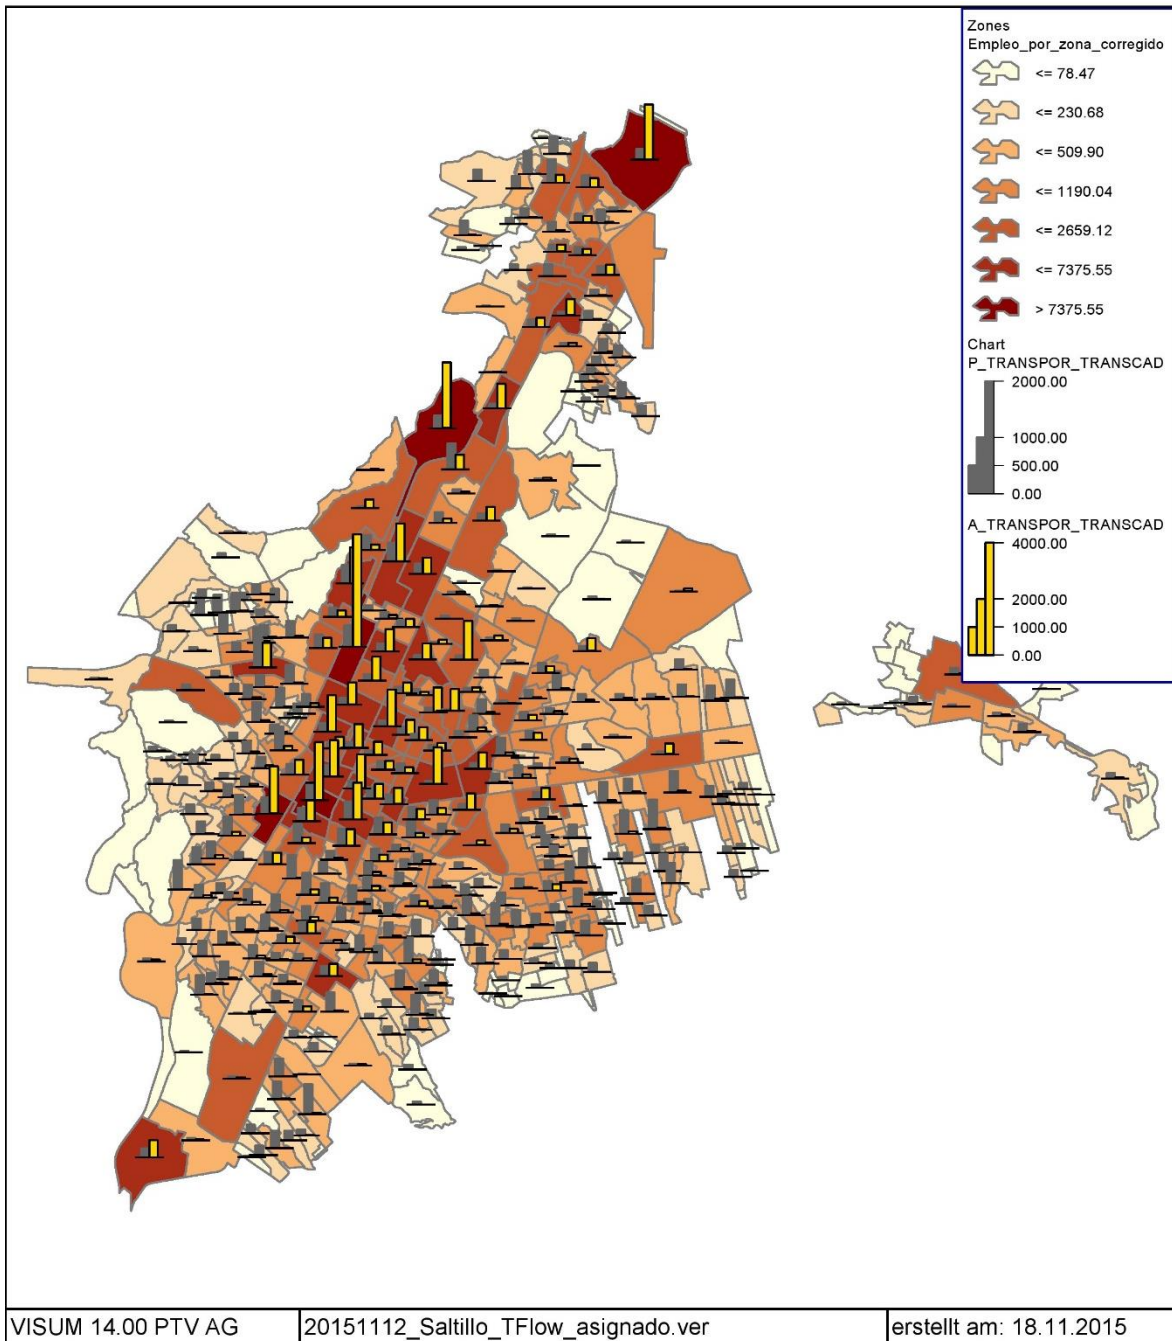 Zones
Empleo_por_zona_corregido
<= 78.47
<= 230.68
<= 509.90
<= 1190.04
<= 2659.12
<= 7375.55
> 7375.55
Chart
P_TRANSPOR_TRANSCAD
2000.00
1000.00
500.00
0.00
A_TRANSPOR_TRANSCAD
4000.00
2000.00
1000.00
0.00
VISUM 14.00 PTV AG
20151112_Saltillo_TFlow_asignado.ver
erstellt am: 18.11.2015